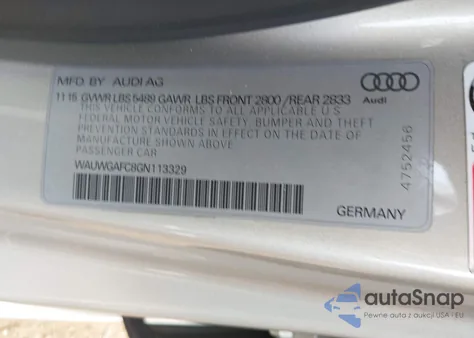 MFD. BY AUDI AG
11 15 GVWR LBS 5489 GAWR LBS FRONT 2800 /REAR 2833
THIS VEHICLE CONFORMS TO ALL APPLICABLE U S
FEDERAL MOTOR VEHICLE SAFETY, BUMPER AND THEFT
PREVENTION STANDARDS IN EFFECT ON THE DATE OF
MANUFACTURE SHOWN ABOVE
PASSENGER CAR
WAUWGAFC8GN113329
GERMANY
Audi
4752456
autoSnap
Pewne auta z aukcji USA i EU